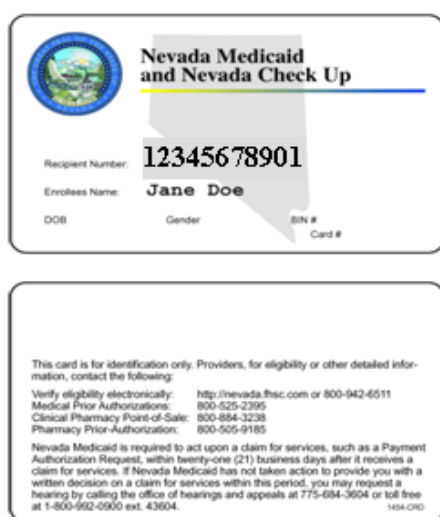 Nevada Medicaid
and Nevada Check Up
Recipient Number: 12345678901
Enrollees Name: Jane Doe
DOB Gender BIN #
Card #
This card is for identification only. Providers, for eligibility or other detailed infor-
mation, contact the following:
Verify eligibility electronically: http://nevada.fhsc.com or 800-942-6511
Medical Prior Authorizations: 800-525-2395
Clinical Pharmacy Point-of-Sale: 800-884-3238
Pharmacy Prior-Authorization: 800-505-9185
Nevada Medicaid is required to act upon a claim for services, such as a Payment
Authorization Request, within twenty-one (21) business days after it receives a
claim for services. If Nevada Medicaid has not taken action to provide you with a
written decision on a claim for services within this period, you may request a
hearing by calling the office of hearings and appeals at 775-684-3604 or toll free
at 1-800-992-0900 ext. 43604. 1454-CRD